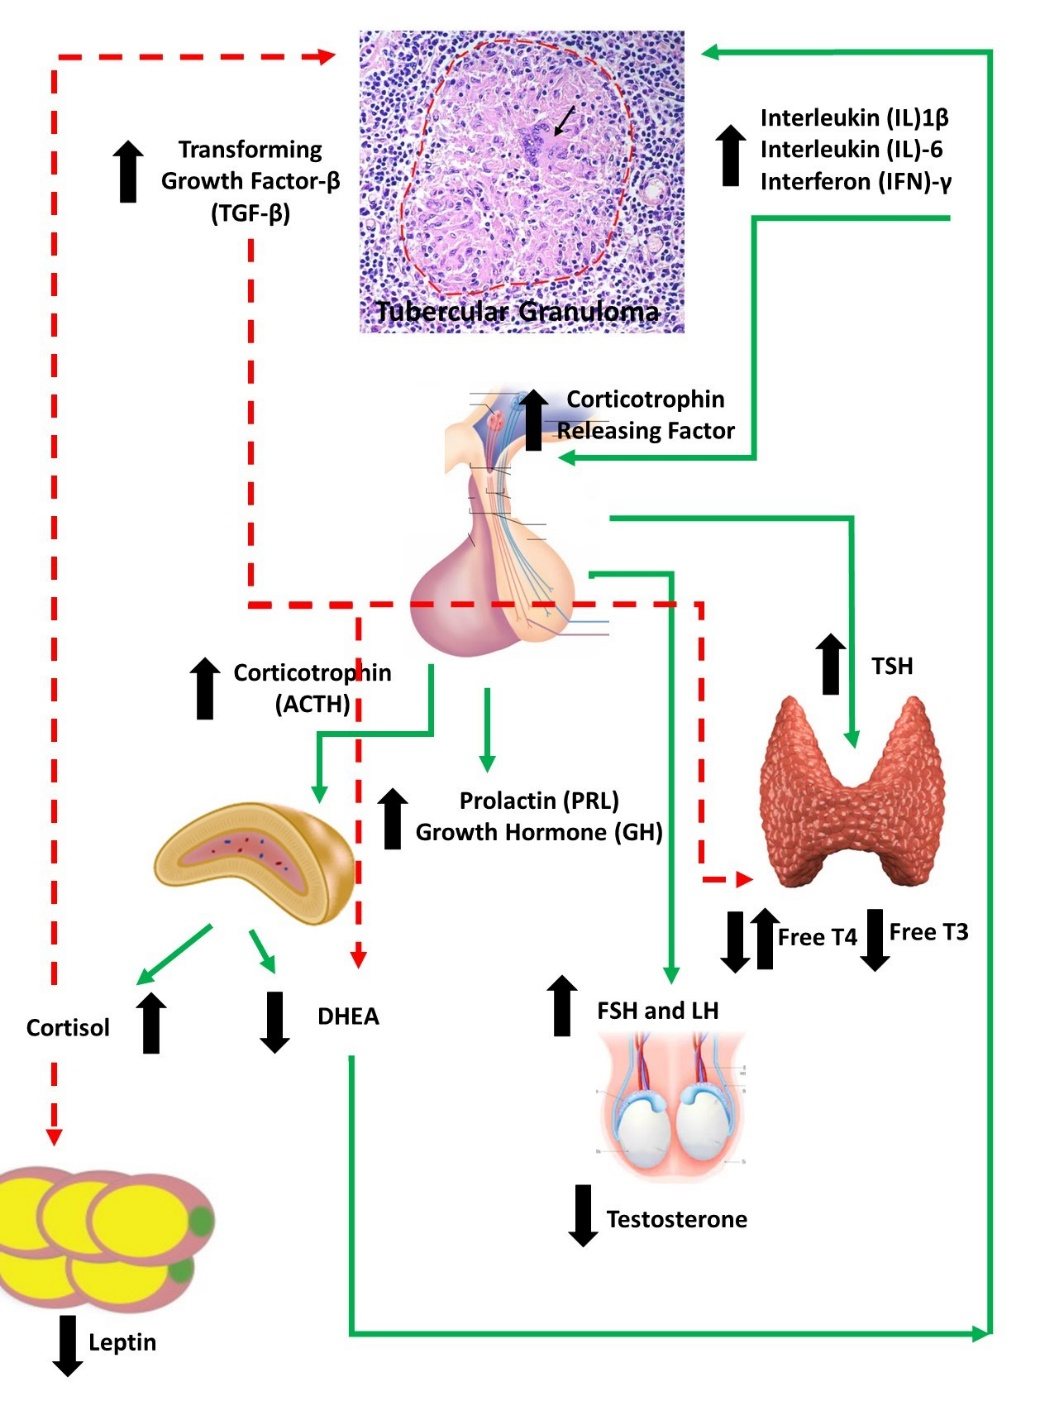 Transforming
Growth Factor-β
(TGF-β)
Interleukin (IL)1β
Interleukin (IL)-6
Interferon (IFN)-γ
Tubercular Granuloma
Corticotrophin
Releasing Factor
Corticotrophin
(ACTH)
TSH
Prolactin (PRL)
Growth Hormone (GH)
Free T4
Free T3
Cortisol
DHEA
FSH and LH
Testosterone
Leptin